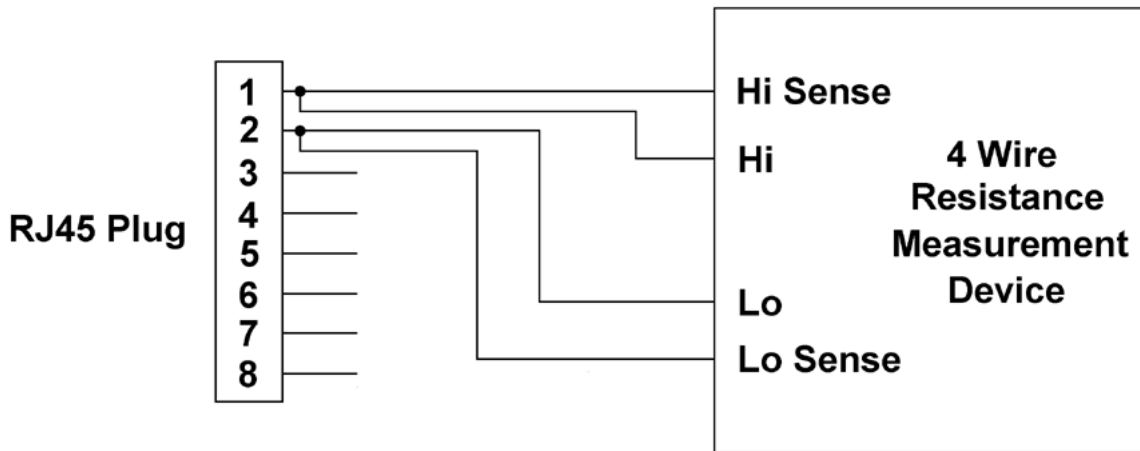 RJ45 Plug
1
2
3
4
5
6
7
8
Hi Sense
Hi
Lo
Lo Sense
4 Wire
Resistance
Measurement
Device